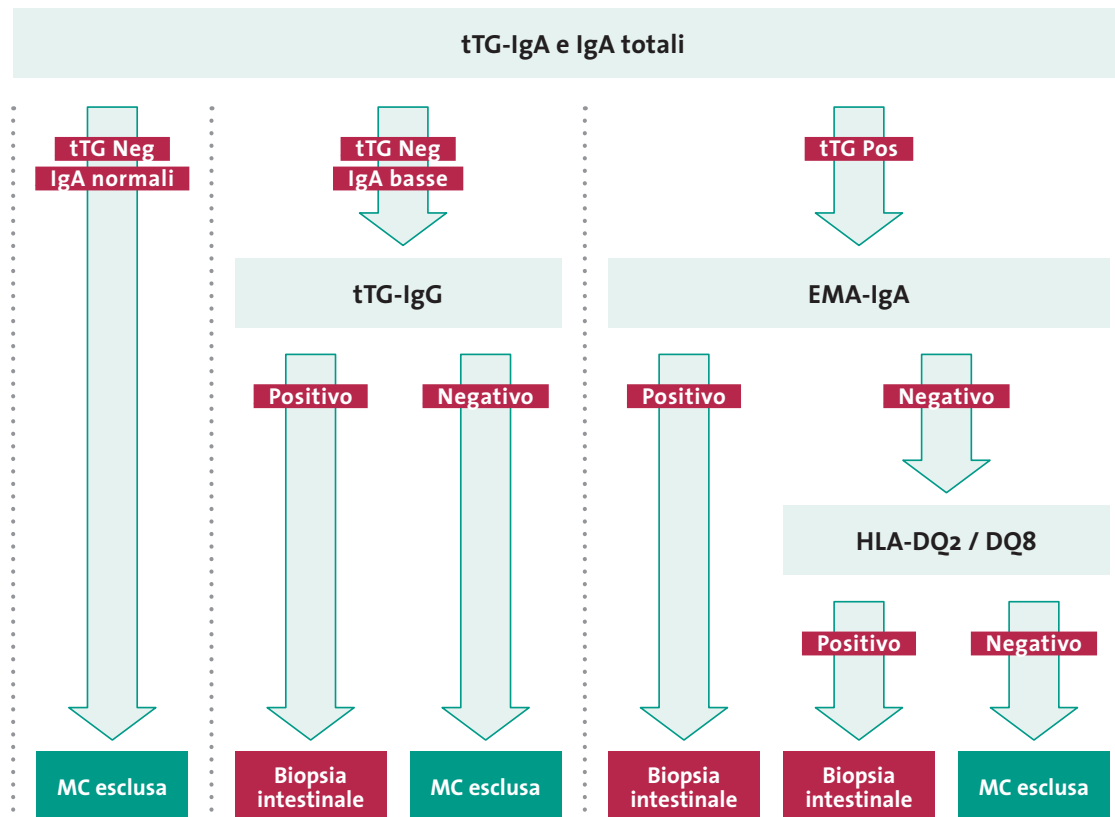 tTG-IgA e IgA totali
tTG Neg
IgA normali
tTG Neg
IgA basse
tTG Pos
tTG-IgG
EMA-IgA
Positivo
Negativo
Positivo
Negativo
HLA-DQ2 / DQ8
Positivo
Negativo
MC esclusa
Biopsia
intestinale
MC esclusa
Biopsia
intestinale
Biopsia
intestinale
MC esclusa